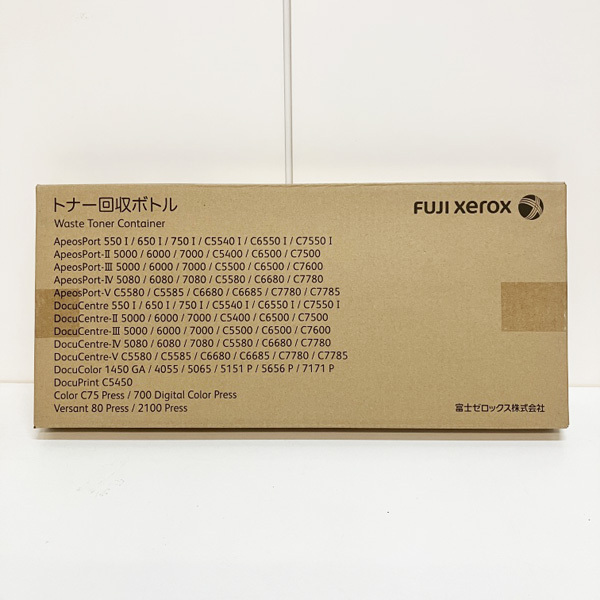 トナー回収ボトル
Waste Toner Container
FUJI xerox
ApeosPort 550 I / 650 I / 750 I / C5540 I / C6550 I / C7550 I
ApeosPort-Ⅱ 5000 / 6000 / 7000 / C5400 / C6500 / C7500
ApeosPort-Ⅲ 5000 / 6000 / 7000 / C5500 / C6500 / C7600
ApeosPort-Ⅳ 5080 / 6080 / 7080 / C5580 / C6680 / C7780
ApeosPort-Ⅴ C5580 / C5585 / C6680 / C6685 / C7780 / C7785
DocuCentre 550 I / 650 I / 750 I / C5540 I / C6550 I / C7550 I
DocuCentre-Ⅱ 5000 / 6000 / 7000 / C5400 / C6500 / C7500
DocuCentre-Ⅲ 5000 / 6000 / 7000 / C5500 / C6500 / C7600
DocuCentre-Ⅳ 5080 / 6080 / 7080 / C5580 / C6680 / C7780
DocuCentre-Ⅴ C5580 / C5585 / C6680 / C6685 / C7780 / C7785
DocuColor 1450 GA / 4055 / 5065 / 5151 P / 5656 P / 7171 P
DocuPrint C5450
Color C75 Press / 700 Digital Color Press
Versant 80 Press / 2100 Press
富士ゼロックス株式会社